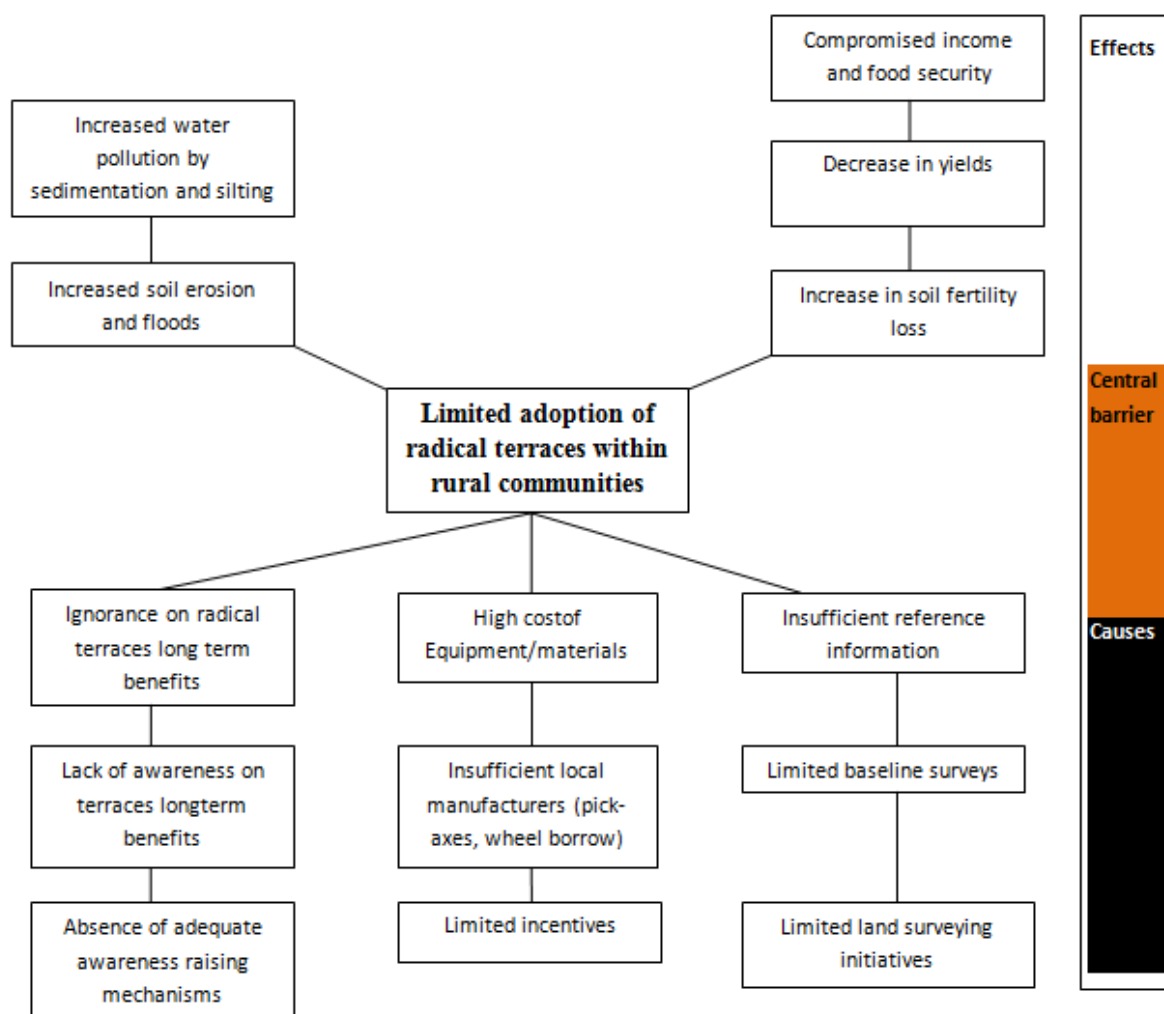 Compromised income
and food security
Effects
Increased water
pollution by
sedimentation and silting
Decrease in yields
Increased soil erosion
and floods
Increase in soil fertility
loss
Central
barrier
Limited adoption of
radical terraces within
rural communities
Ignorance on radical
terraces long term
benefits
High costof
Equipment/materials
Insufficient reference
information
Causes
Lack of awareness on
terraces longterm
benefits
Insufficient local
manufacturers (pick-
axes, wheel borrow)
Limited baseline surveys
Absence of adequate
awareness raising
mechanisms
Limited incentives
Limited land surveying
initiatives